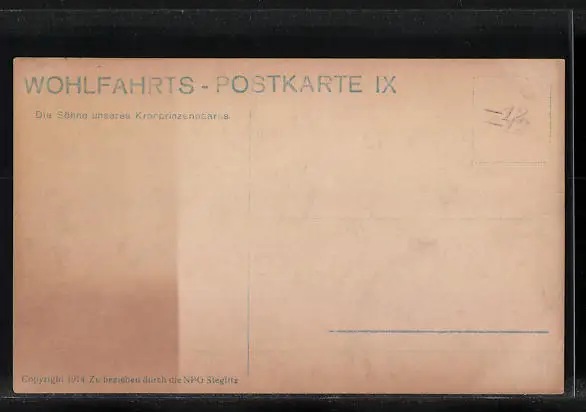 WOHLFAHRTS - POSTKARTE IX
Die Söhne unseres Kronprinzenpaares
Copyright 1914 Zu beziehen durch die NPG Steglitz